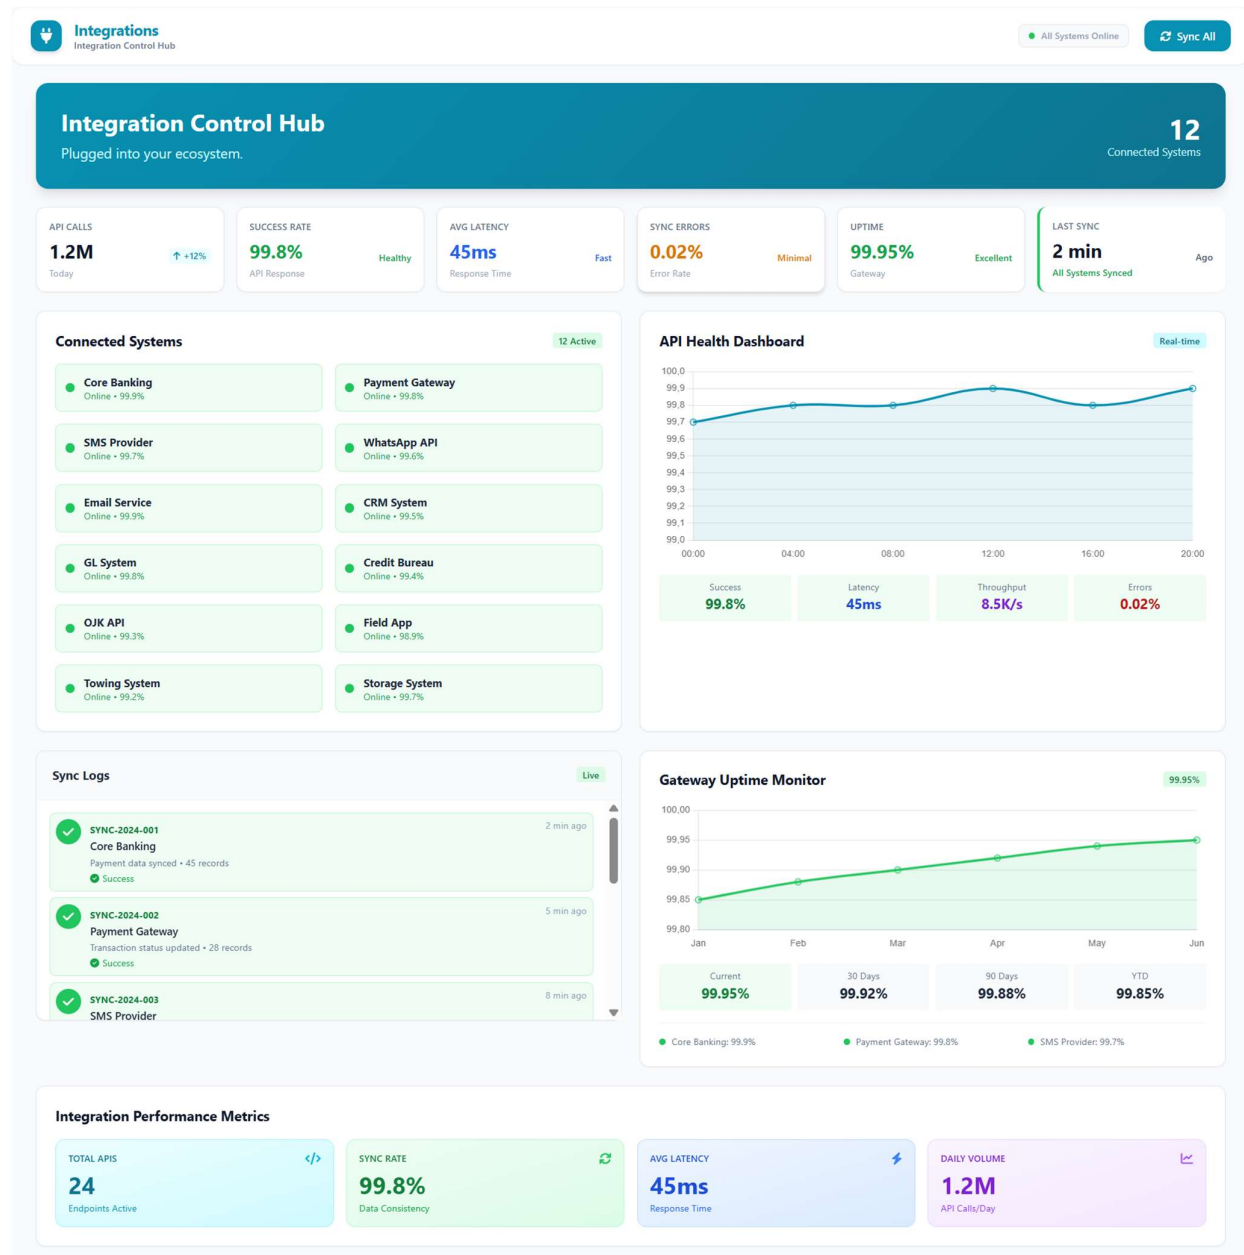 Integrations
Integration Control Hub
All Systems Online
Sync All
Integration Control Hub
Plugged into your ecosystem.
12
Connected Systems
API CALLS
1.2M
+12%
Today
SUCCESS RATE
99.8%
Healthy
API Response
AVG LATENCY
45ms
Fast
Response Time
SYNC ERRORS
0.02%
Minimal
Error Rate
UPTIME
99.95%
Excellent
Gateway
LAST SYNC
2 min
Ago
All Systems Synced
Connected Systems
12 Active
Core Banking
Online • 99.9%
Payment Gateway
Online • 99.8%
SMS Provider
Online • 99.7%
WhatsApp API
Online • 99.6%
Email Service
Online • 99.9%
CRM System
Online • 99.5%
GL System
Online • 99.8%
Credit Bureau
Online • 99.4%
OJK API
Online • 99.3%
Field App
Online • 98.9%
Towing System
Online • 99.2%
Storage System
Online • 99.7%
API Health Dashboard
Real-time
100,0
99,9
99,8
99,7
99,6
99,5
99,4
99,3
99,2
99,1
99,0
00:00 04:00 08:00 12:00 16:00 20:00
Success
99.8%
Latency
45ms
Throughput
8.5K/s
Errors
0.02%
Sync Logs
Live
SYNC-2024-001
2 min ago
Core Banking
Payment data synced • 45 records
Success
SYNC-2024-002
5 min ago
Payment Gateway
Transaction status updated • 28 records
Success
SYNC-2024-003
8 min ago
SMS Provider
Gateway Uptime Monitor
99.95%
100,00
99,95
99,90
99,85
99,80
Jan Feb Mar Apr May Jun
Current
99.95%
30 Days
99.92%
90 Days
99.88%
YTD
99.85%
Core Banking: 99.9%
Payment Gateway: 99.8%
SMS Provider: 99.7%
Integration Performance Metrics
TOTAL APIS
24
Endpoints Active
SYNC RATE
99.8%
Data Consistency
AVG LATENCY
45ms
Response Time
DAILY VOLUME
1.2M
API Calls/Day